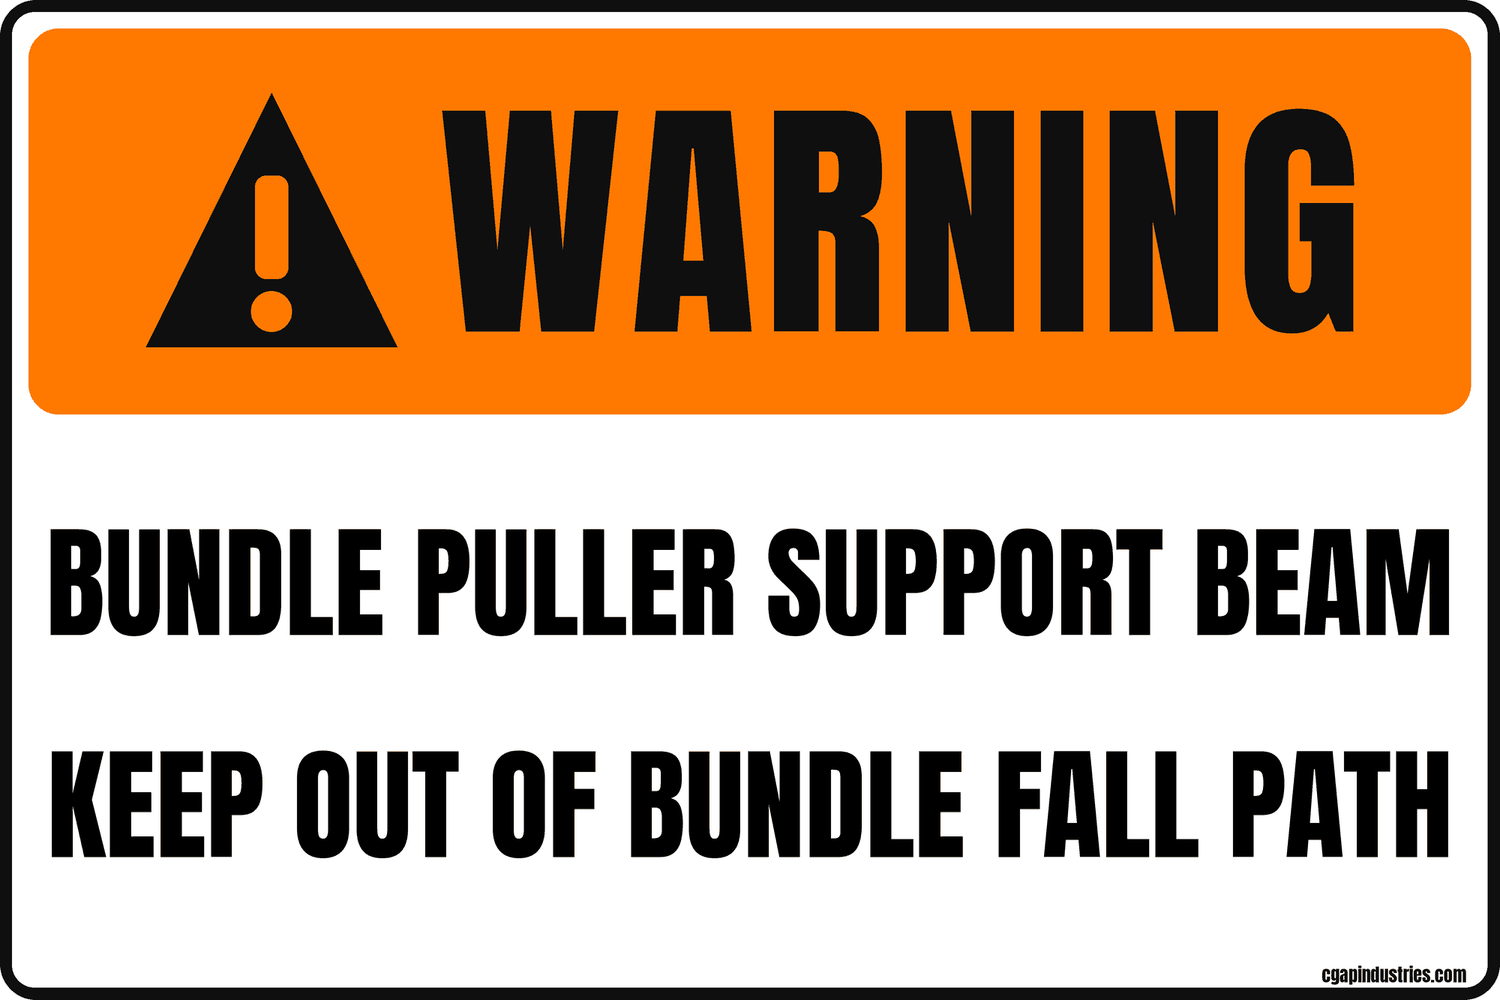 WARNING
BUNDLE PULLER SUPPORT BEAM
KEEP OUT OF BUNDLE FALL PATH
cgapindustries.com